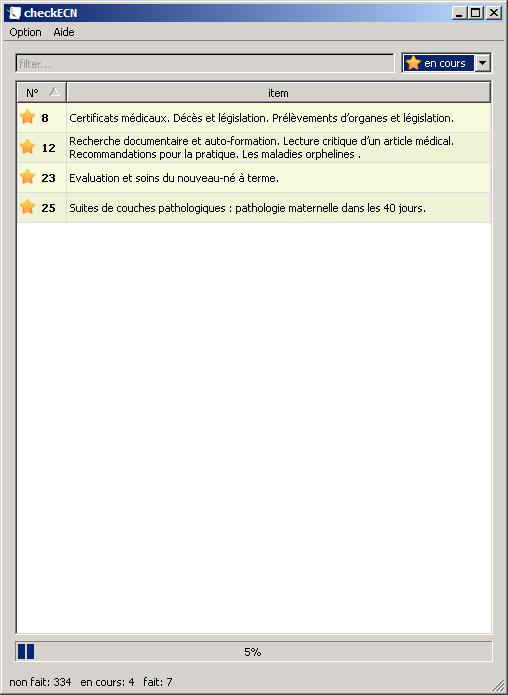 checkECN
Option Aide
filter...
en cours
N° item
8 Certificats médicaux. Décès et législation. Prélèvements d'organes et législation.
12 Recherche documentaire et auto-formation. Lecture critique d'un article médical.
Recommandations pour la pratique. Les maladies orphelines .
23 Evaluation et soins du nouveau-né à terme.
25 Suites de couches pathologiques : pathologie maternelle dans les 40 jours.
5%
non fait: 334 en cours: 4 fait: 7